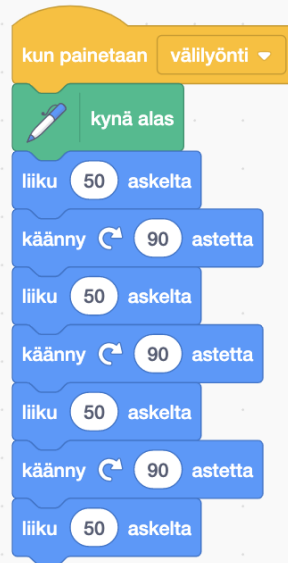 kun painetaan välilyönti
kynä alas
liiku 50 askelta
käänny 90 astetta
liiku 50 askelta
käänny 90 astetta
liiku 50 askelta
käänny 90 astetta
liiku 50 askelta